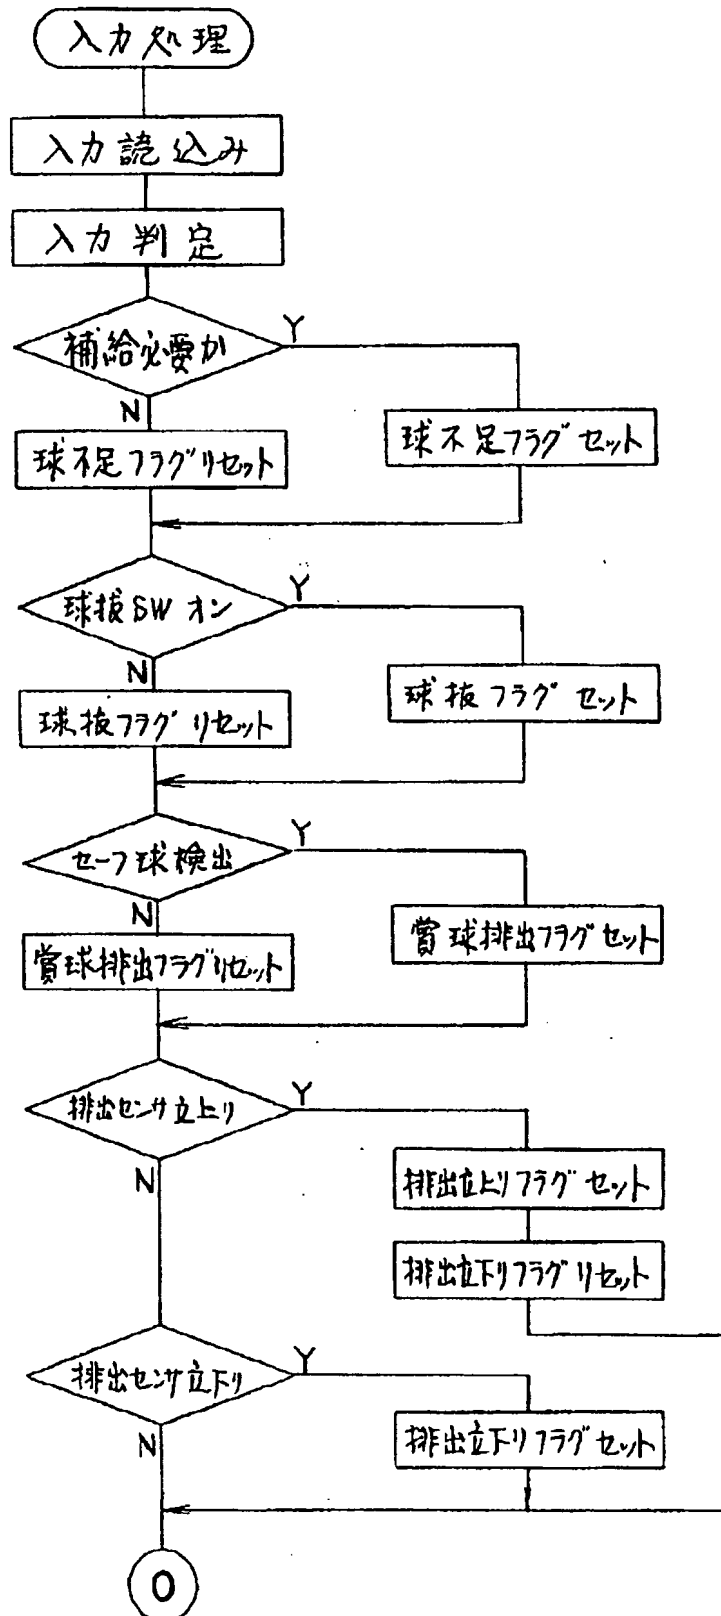 入力処理
入力読込み
入力判定
補給必要か
Y
N
球不足フラグリセット
球不足フラグ セット
球抜SW オン
Y
N
球抜フラグ リセット
球抜フラグ セット
セーフ球検出
Y
N
賞球排出フラグリセット
賞球排出フラグ セット
排出センサ立上り
Y
N
排出立上りフラグ セット
排出立下りフラグ リセット
排出センサ立下り
Y
N
排出立下りフラグセット
0